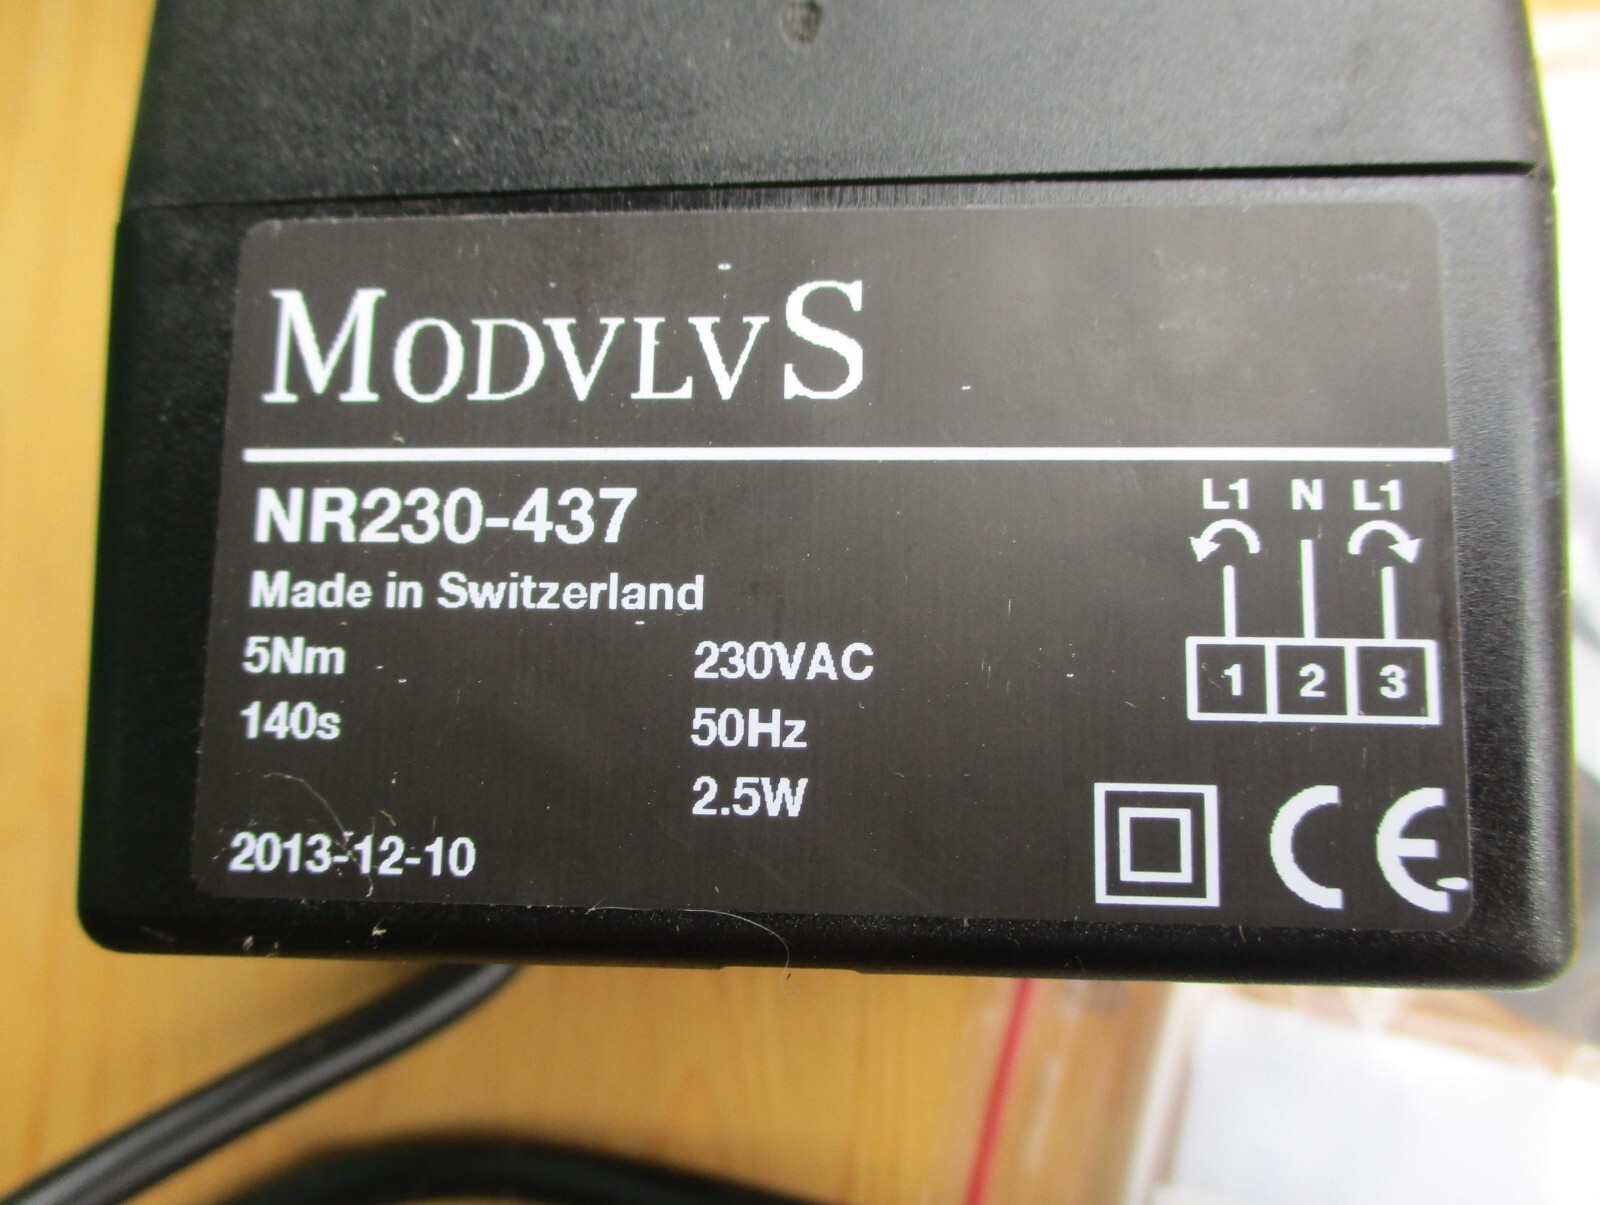 MODVLVS
NR230-437
Made in Switzerland
5Nm 230VAC
140s 50Hz
2.5W
2013-12-10
L1 N L1
1 2 3
CE